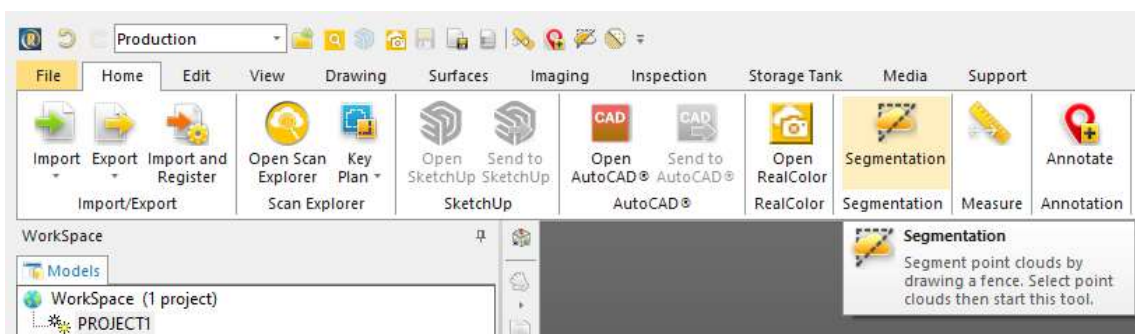 Production
File Home Edit View Drawing Surfaces Imaging Inspection Storage Tank Media Support
Import Export Import and Register
Open Scan Explorer Key Plan
Open SketchUp Send to SketchUp
CAD CAD
Open AutoCAD® Send to AutoCAD®
Open RealColor
Segmentation
Annotate
Import/Export Scan Explorer SketchUp AutoCAD® RealColor Segmentation Measure Annotation
WorkSpace
Models
WorkSpace (1 project)
PROJECT1
Segmentation
Segment point clouds by
drawing a fence. Select point
clouds then start this tool.